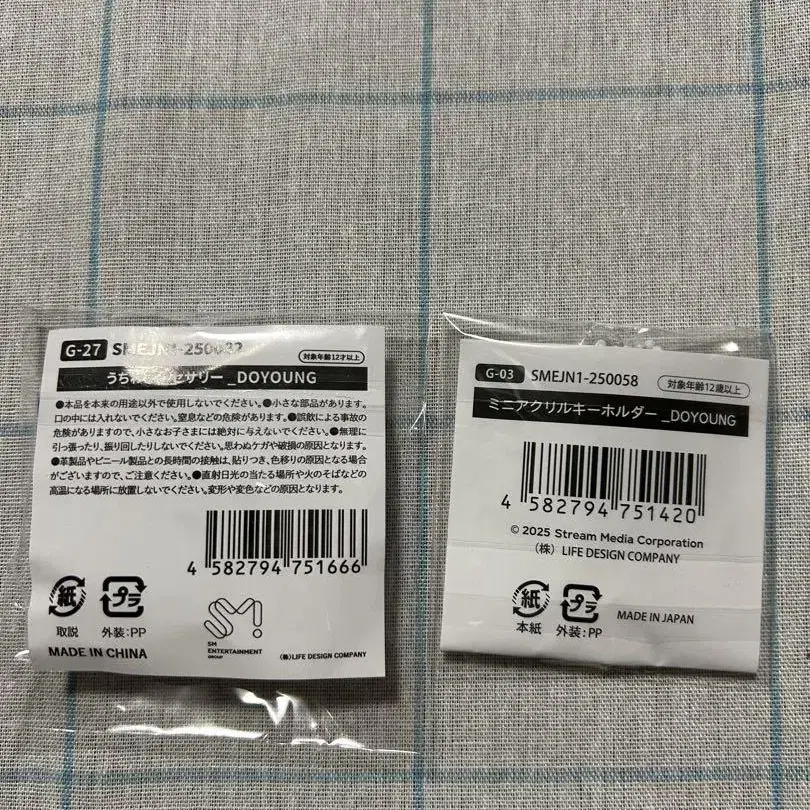 G-27 SMEJN1-250082
対象年齢12才以上
うちわアクセサリー _DOYOUNG
●本品を本来の用途以外で使用しないでください。●小さな部品があります。
口の中には入れないでください。窒息などの危険があります。●誤飲による事故の
危険がありますので、小さなお子さまには絶対に与えないでください。●無理に
引っ張ったり、振り回したりしないでください。思わぬケガや破損の原因となります。
●革製品やビニール製品との長時間の接触は、貼りつき、色移りの原因となる場合
がございますので、ご注意ください。●直射日光の当たる場所や火のそばなどの
高温になる場所に放置しないでください。変形や変色などの原因となります。
4 582794 751666
紙
プラ
取説
外装:PP
MADE IN CHINA
SM
SM
ENTERTAINMENT
GROUP
(株)LIFE DESIGN COMPANY
G-03 SMEJN1-250058
対象年齢12歳以上
ミニアクリルキーホルダー _DOYOUNG
4 582794 751420
© 2025 Stream Media Corporation
(株) LIFE DESIGN COMPANY
紙
プラ
本紙
外装:PP
MADE IN JAPAN